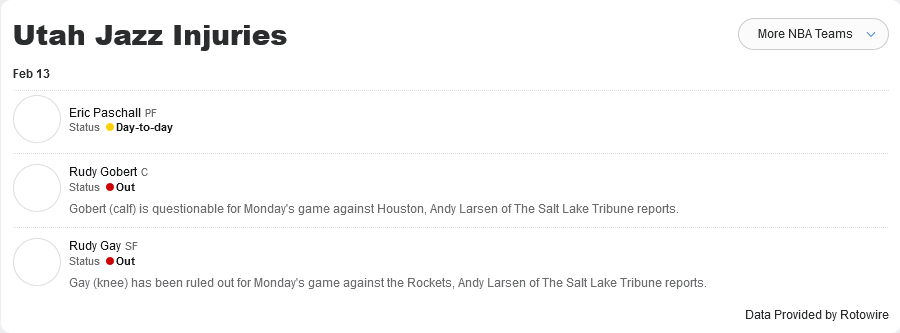 Utah Jazz Injuries
More NBA Teams
Feb 13
Eric Paschall PF
Status Day-to-day
Rudy Gobert C
Status Out
Gobert (calf) is questionable for Monday's game against Houston, Andy Larsen of The Salt Lake Tribune reports.
Rudy Gay SF
Status Out
Gay (knee) has been ruled out for Monday's game against the Rockets, Andy Larsen of The Salt Lake Tribune reports.
Data Provided by Rotowire